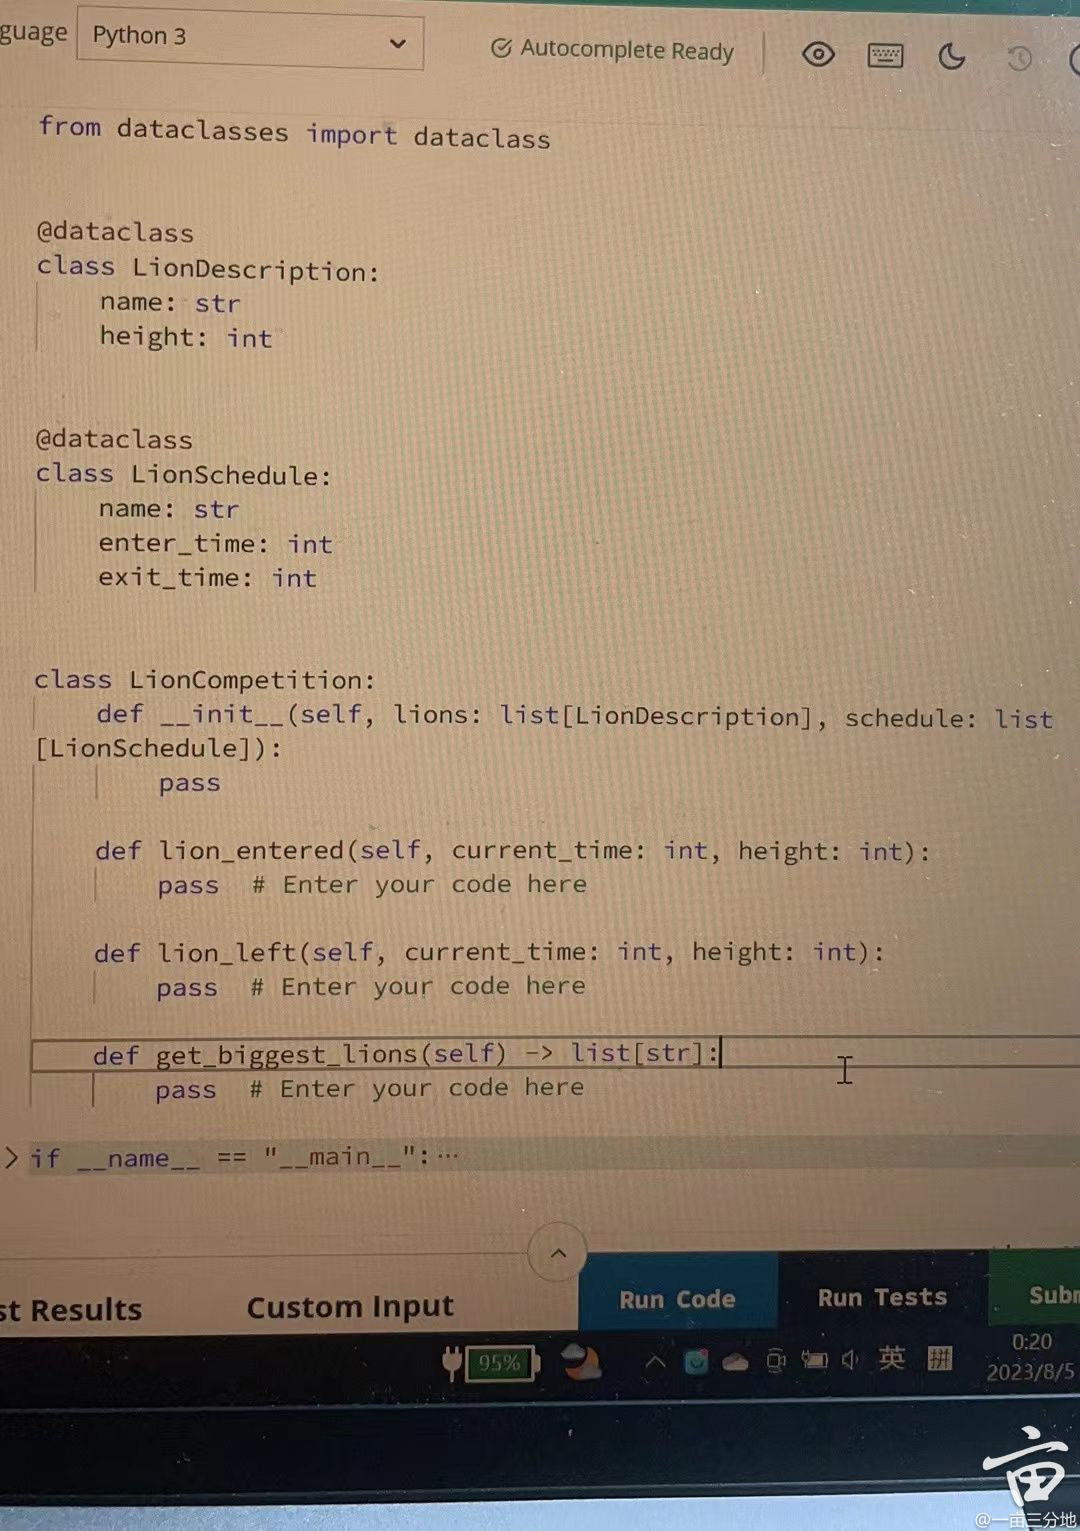 guage Python 3 Autocomplete Ready
from dataclasses import dataclass
@dataclass
class LionDescription:
name: str
height: int
@dataclass
class LionSchedule:
name: str
enter_time: int
exit_time: int
class LionCompetition:
def __init__(self, lions: list[LionDescription], schedule: list
[LionSchedule]):
pass
def lion_entered(self, current_time: int, height: int):
pass # Enter your code here
def lion_left(self, current_time: int, height: int):
pass # Enter your code here
def get_biggest_lions(self) -> list[str]:
pass # Enter your code here
if __name__ == "__main__":...
st Results Custom Input Run Code Run Tests Subm
95% 英 拼 0:20
2023/8/5
亩
@一亩三分地